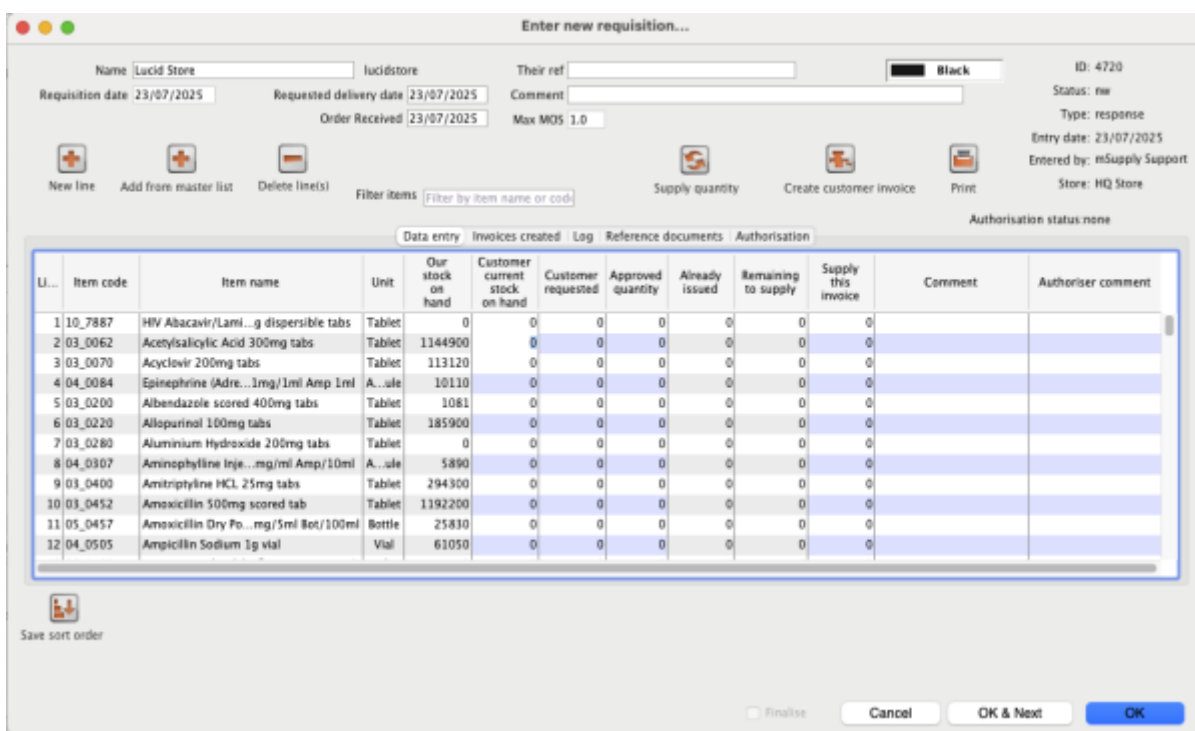 Enter new requisition...
Name Lucid Store lucidstore Their ref Black ID: 4720
Requisition date 23/07/2025 Requested delivery date 23/07/2025 Comment Status: nw
Order Received 23/07/2025 Max MOS 1.0 Type: response
Entry date: 23/07/2025
New line Add from master list Delete line(s) Supply quantity Create customer invoice Print Entered by: mSupply Support
Filter items Filter by item name or code Store: HQ Store
Authorisation status:none
Data entry Invoices created Log Reference documents Authorisation
Li... Item code Item name Unit Our stock on hand Customer current stock on hand Customer requested Approved quantity Already issued Remaining to supply Supply this invoice Comment Authoriser comment
1 10_7887 HIV Abacavir/Lami...g dispersible tabs Tablet 0 0 0 0 0 0 0
2 03_0062 Acetylsalicylic Acid 300mg tabs Tablet 1144900 0 0 0 0 0 0
3 03_0070 Acyclovir 200mg tabs Tablet 113120 0 0 0 0 0 0
4 04_0084 Epinephrine (Adre...1mg/1ml Amp 1ml A...ule 10110 0 0 0 0 0 0
5 03_0200 Albendazole scored 400mg tabs Tablet 1081 0 0 0 0 0 0
6 03_0220 Allopurinol 100mg tabs Tablet 185900 0 0 0 0 0 0
7 03_0280 Aluminium Hydroxide 200mg tabs Tablet 0 0 0 0 0 0 0
8 04_0307 Aminophylline Inje...mg/ml Amp/10ml A...ule 5890 0 0 0 0 0 0
9 03_0400 Amitriptyline HCL 25mg tabs Tablet 294300 0 0 0 0 0 0
10 03_0452 Amoxicillin 500mg scored tab Tablet 1192200 0 0 0 0 0 0
11 05_0457 Amoxicillin Dry Po...mg/5ml Bot/100ml Bottle 25830 0 0 0 0 0 0
12 04_0505 Ampicillin Sodium 1g vial Vial 61050 0 0 0 0 0 0
Save sort order
Finalise Cancel OK & Next OK